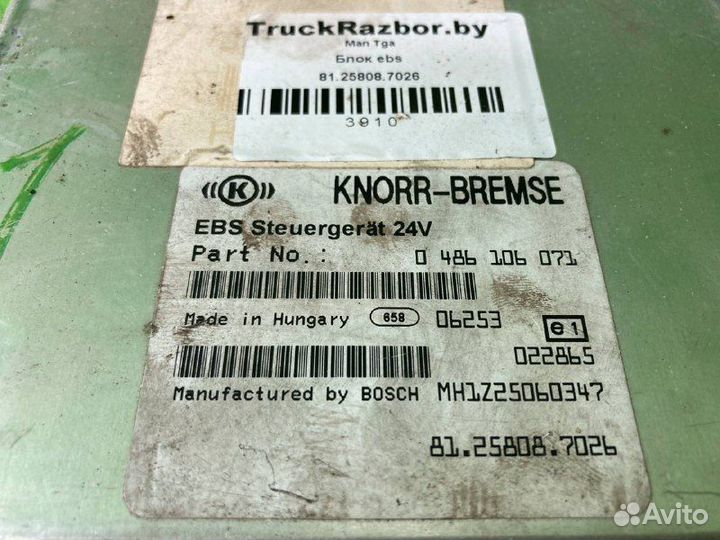 TruckRazbor.by
Man Tga
Блок ebs
81.25808.7026
3910
K KNORR-BREMSE
EBS Steuergerät 24V
Part No.: 0 486 106 071
Made in Hungary 658 06253 e1
022865
Manufactured by BOSCH MH1Z25060347
81.25808.7026
Avito